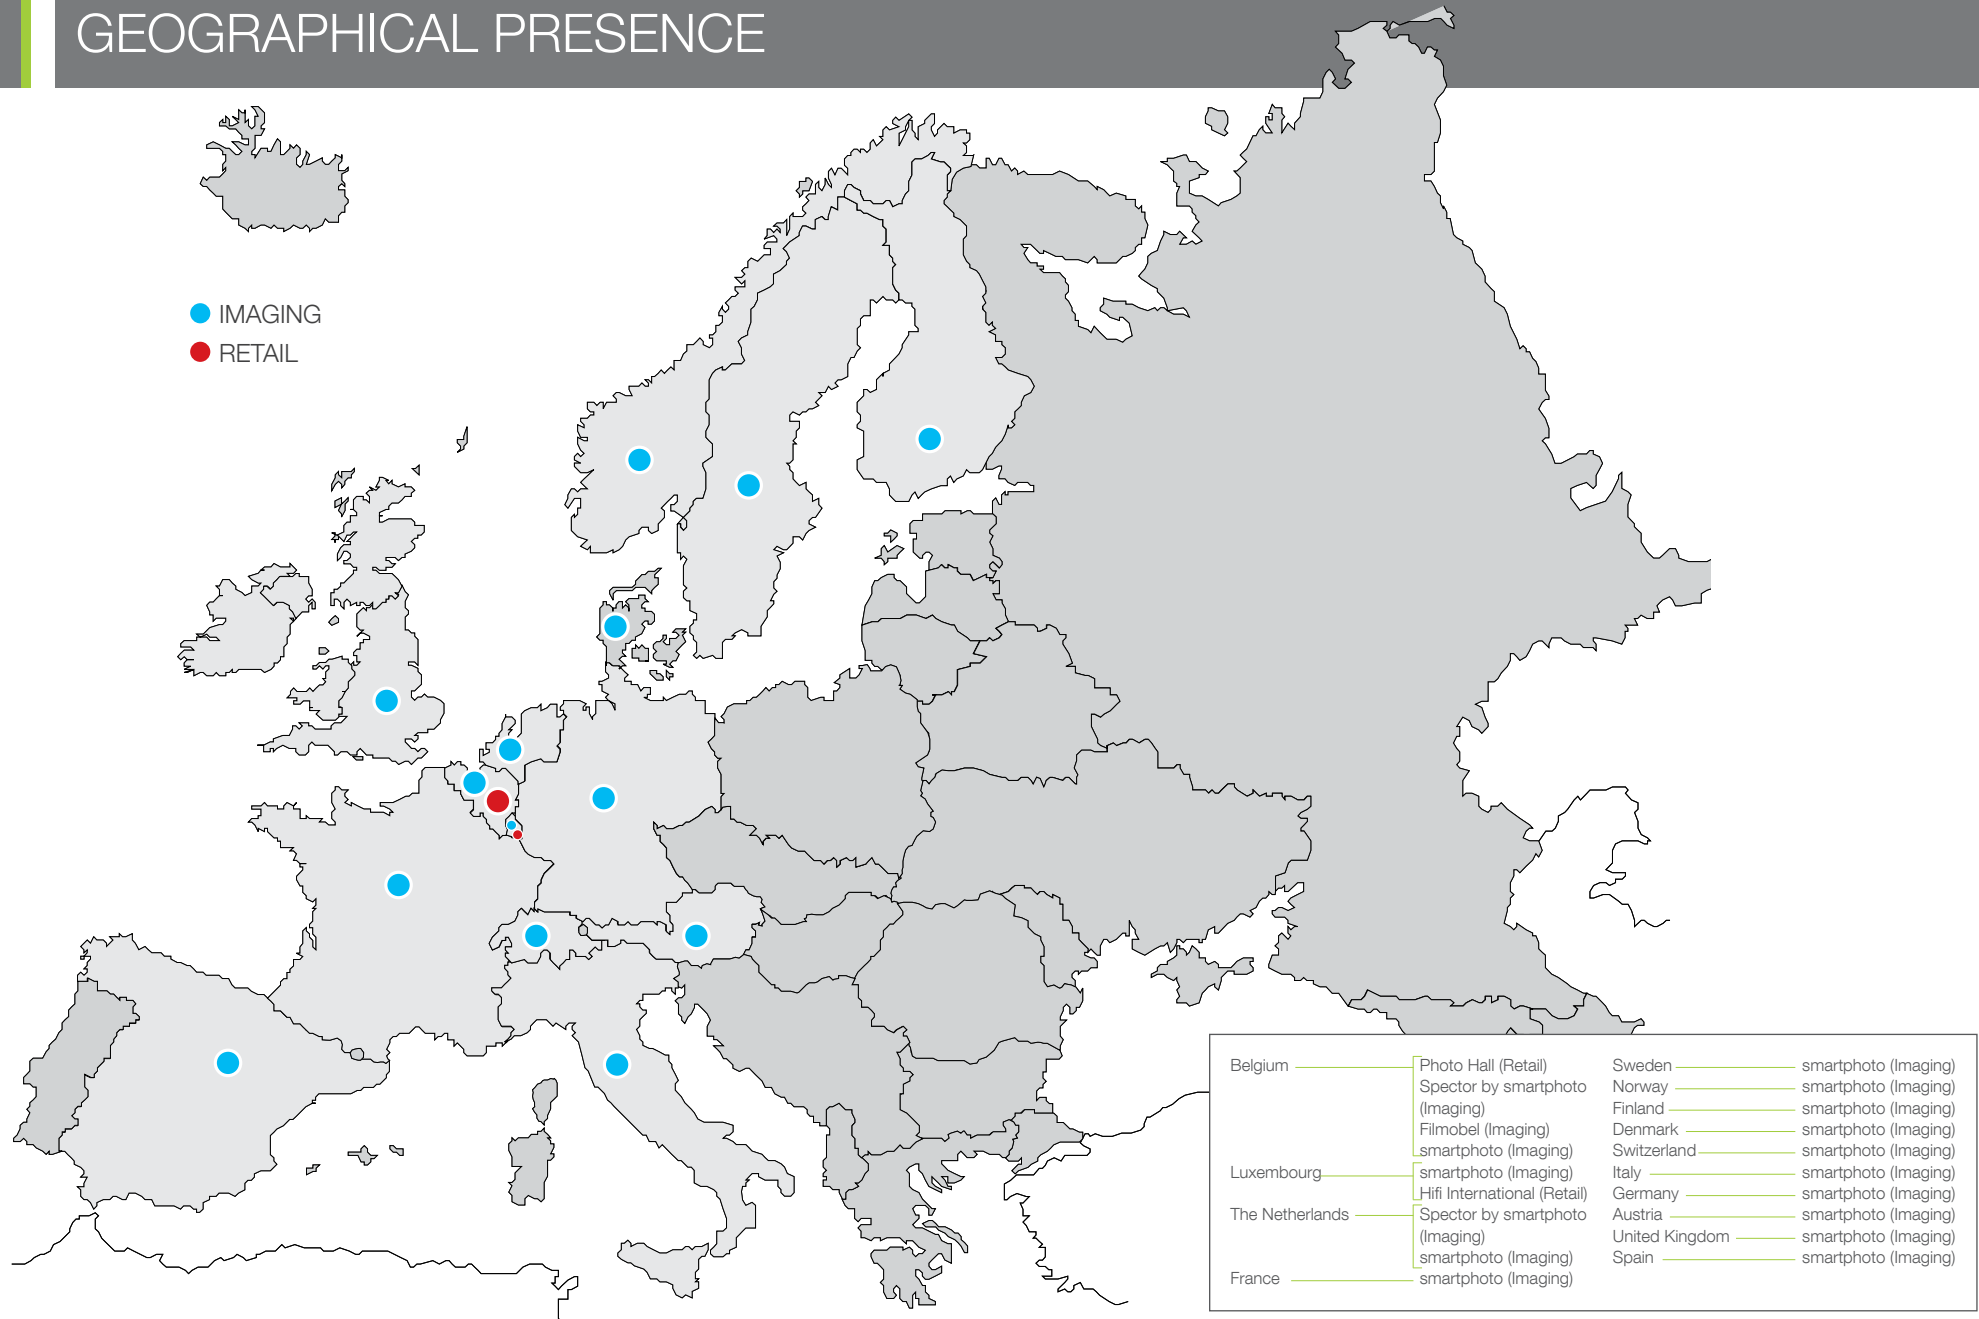 GEOGRAPHICAL PRESENCE
IMAGING
RETAIL
Belgium
Photo Hall (Retail)
Spector by smartphoto
(Imaging)
Filmobel (Imaging)
smartphoto (Imaging)
Luxembourg
smartphoto (Imaging)
Hifi International (Retail)
The Netherlands
Spector by smartphoto
(Imaging)
smartphoto (Imaging)
France
smartphoto (Imaging)
Sweden smartphoto (Imaging)
Norway smartphoto (Imaging)
Finland smartphoto (Imaging)
Denmark smartphoto (Imaging)
Switzerland smartphoto (Imaging)
Italy smartphoto (Imaging)
Germany smartphoto (Imaging)
Austria smartphoto (Imaging)
United Kingdom smartphoto (Imaging)
Spain smartphoto (Imaging)